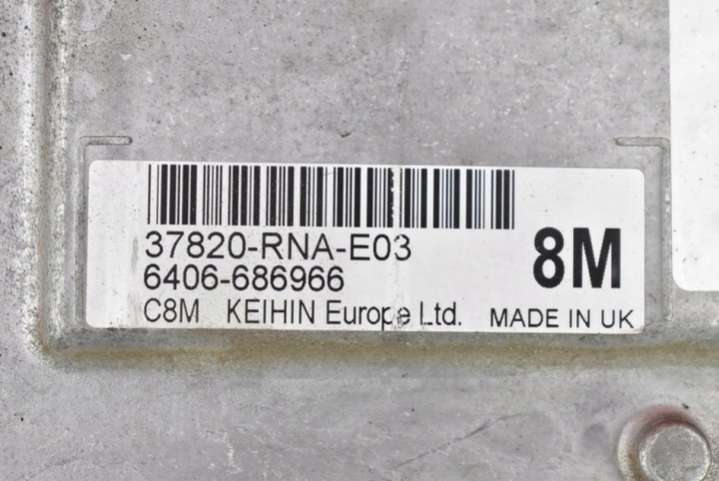 37820-RNA-E03
6406-686966
8M
C8M KEIHIN Europe Ltd. MADE IN UK